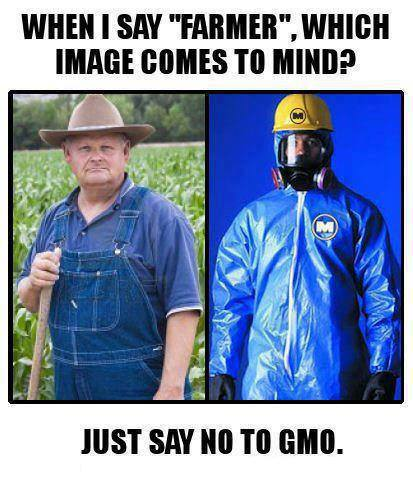 WHEN I SAY "FARMER", WHICH
IMAGE COMES TO MIND?
M
M
JUST SAY NO TO GMO.